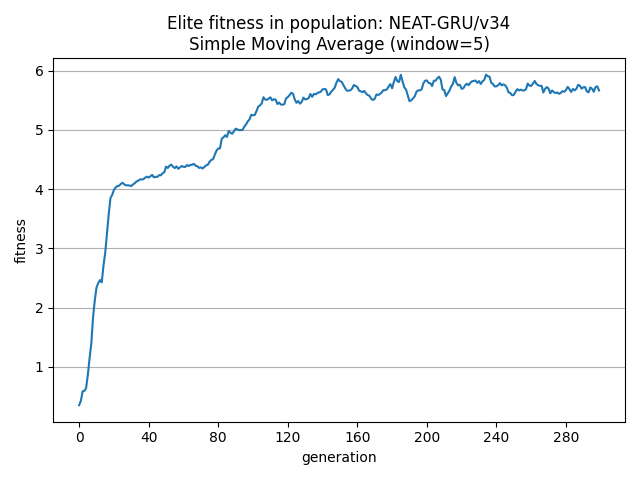 Elite fitness in population: NEAT-GRU/v34
Simple Moving Average (window=5)
6
5
4
3
2
1
fitness
0 40 80 120 160 200 240 280
generation